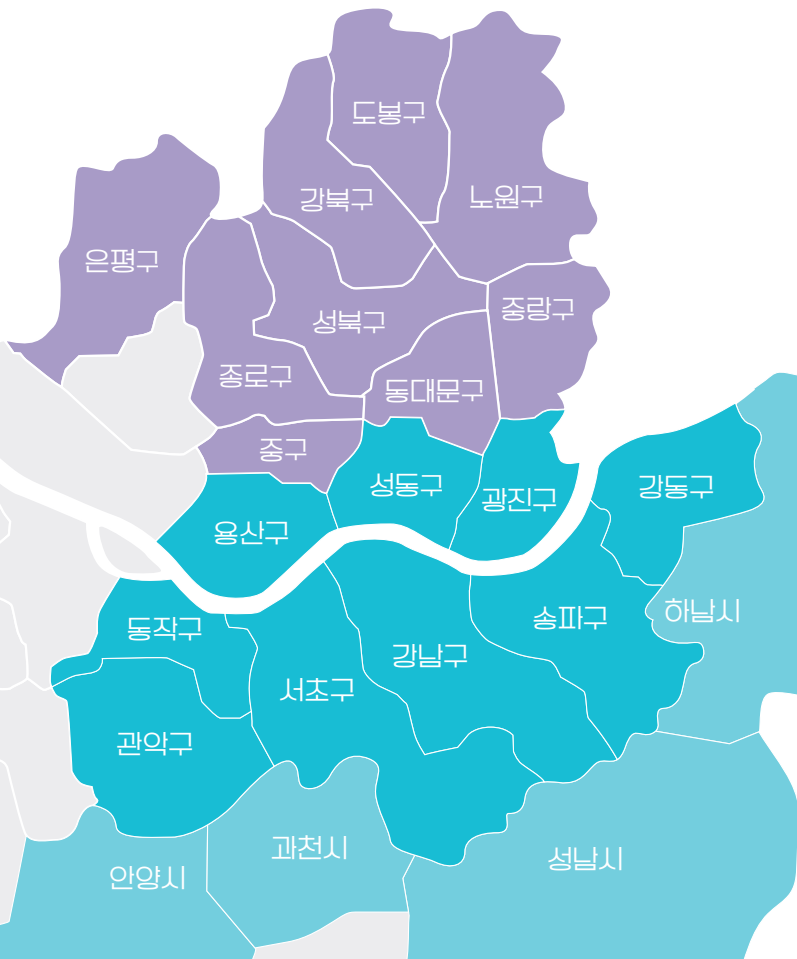 도봉구
강북구
노원구
은평구
성북구
중랑구
종로구
동대문구
중구
성동구
광진구
강동구
용산구
동작구
송파구
하남시
강남구
서초구
관악구
과천시
성남시
안양시